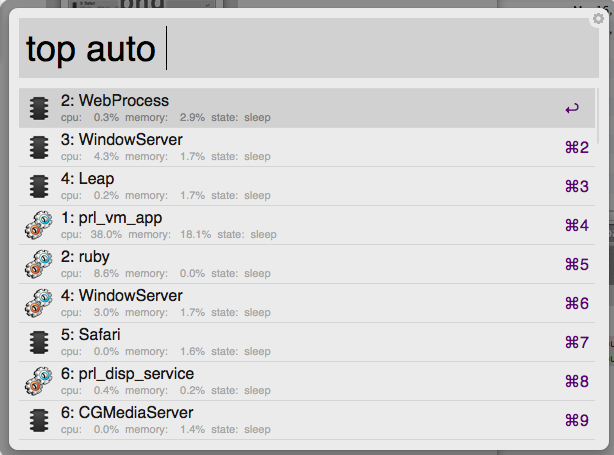 top auto
2: WebProcess
cpu: 0.3% memory: 2.9% state: sleep
↩
3: WindowServer
cpu: 4.3% memory: 1.7% state: sleep
⌘2
4: Leap
cpu: 0.2% memory: 1.7% state: sleep
⌘3
1: prl_vm_app
cpu: 38.0% memory: 18.1% state: sleep
⌘4
2: ruby
cpu: 8.6% memory: 0.0% state: sleep
⌘5
4: WindowServer
cpu: 3.0% memory: 1.7% state: sleep
⌘6
5: Safari
cpu: 0.0% memory: 1.6% state: sleep
⌘7
6: prl_disp_service
cpu: 0.4% memory: 0.2% state: sleep
⌘8
6: CGMediaServer
cpu: 0.0% memory: 1.4% state: sleep
⌘9